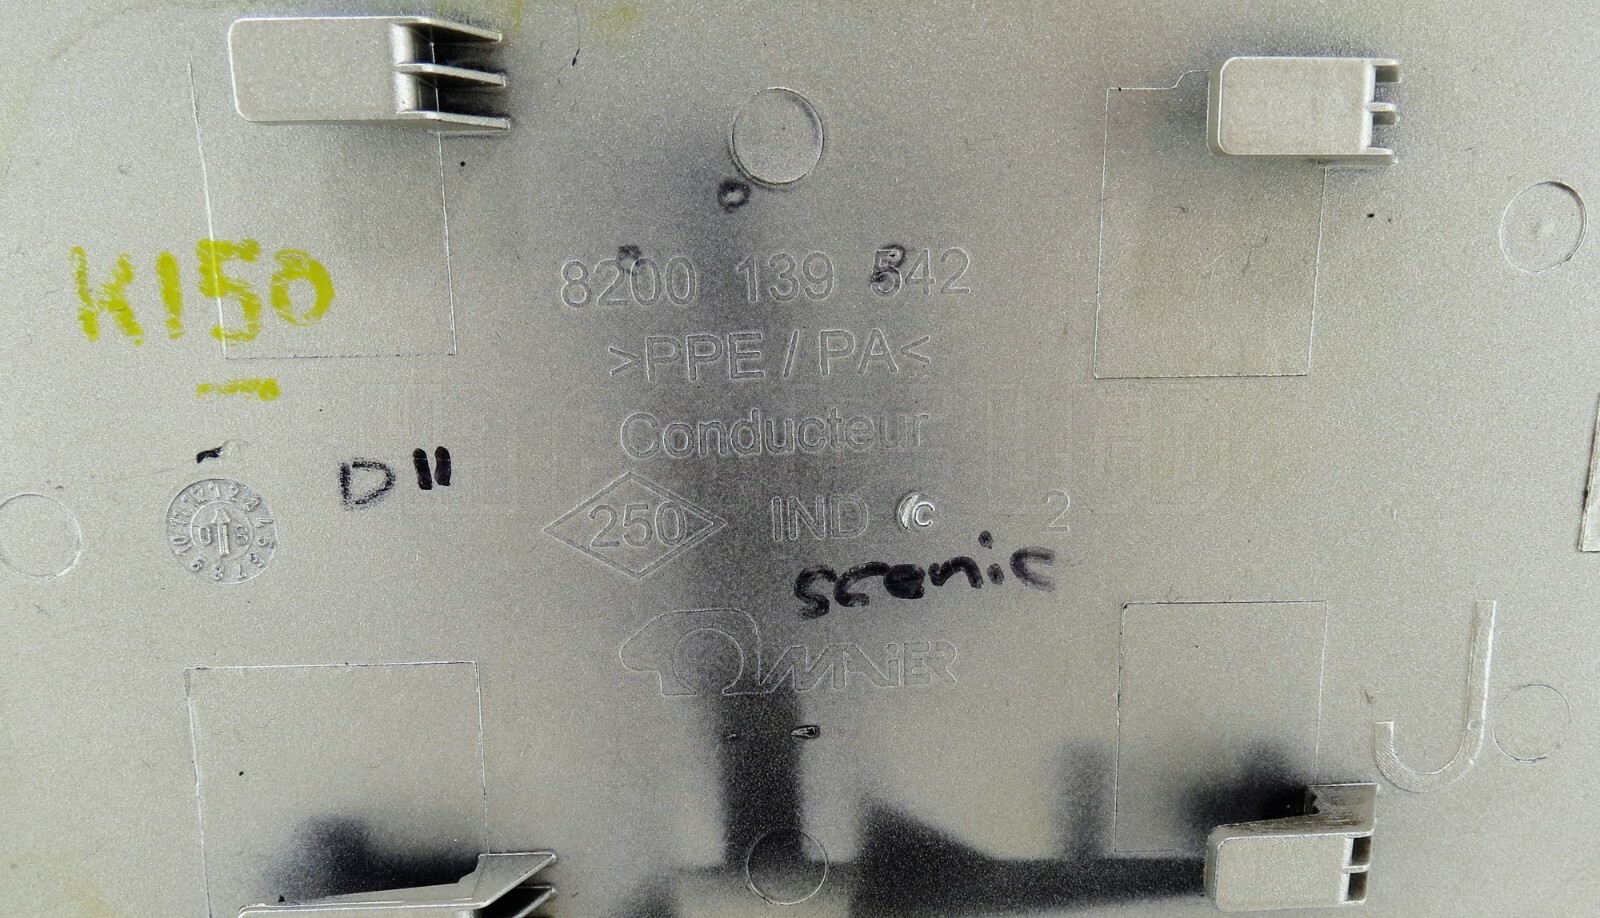 8200 139 542
K150
>PPE / PA<
Conducteur
D11
250 IND C 2
scenic
MAiER